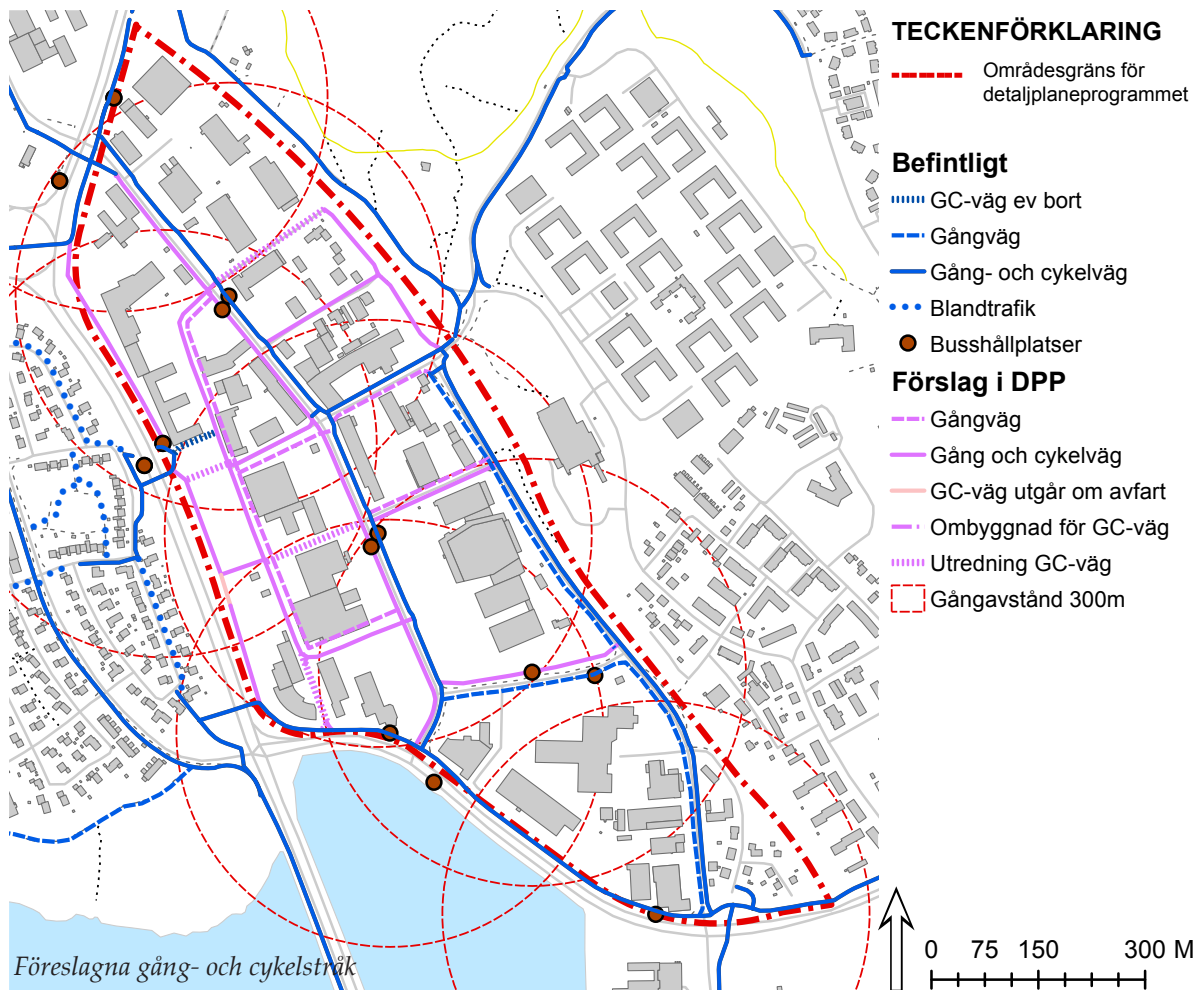 TECKENFÖRKLARING
Områdesgräns för
detaljplaneprogrammet
Befintligt
GC-väg ev bort
Gångväg
Gång- och cykelväg
Blandtrafik
Busshållplatser
Förslag i DPP
Gångväg
Gång och cykelväg
GC-väg utgår om avfart
Ombyggnad för GC-väg
Utredning GC-väg
Gångavstånd 300m
Föreslagna gång- och cykelstråk
0 75 150 300 M